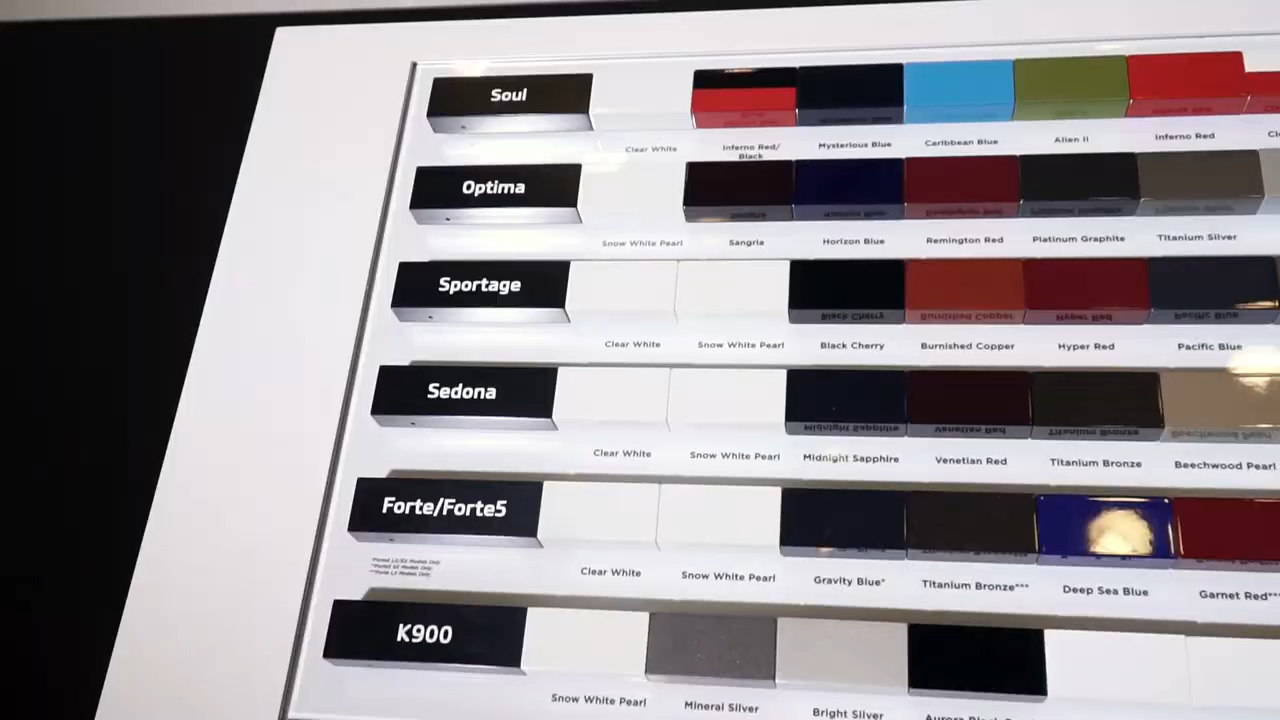 Soul
Clear White
Inferno Red/
Black
Mysterious Blue
Caribbean Blue
Alien II
Inferno Red
Optima
Snow White Pearl
Sangria
Horizon Blue
Remington Red
Platinum Graphite
Titanium Silver
Sportage
Clear White
Snow White Pearl
Black Cherry
Burnished Copper
Hyper Red
Pacific Blue
Sedona
Clear White
Snow White Pearl
Midnight Sapphire
Venetian Red
Titanium Bronze
Beechwood Pearl
Forte/Forte5
Clear White
Snow White Pearl
Gravity Blue*
Titanium Bronze***
Deep Sea Blue
Garnet Red**
K900
Snow White Pearl
Mineral Silver
Bright Silver
Aurora Black